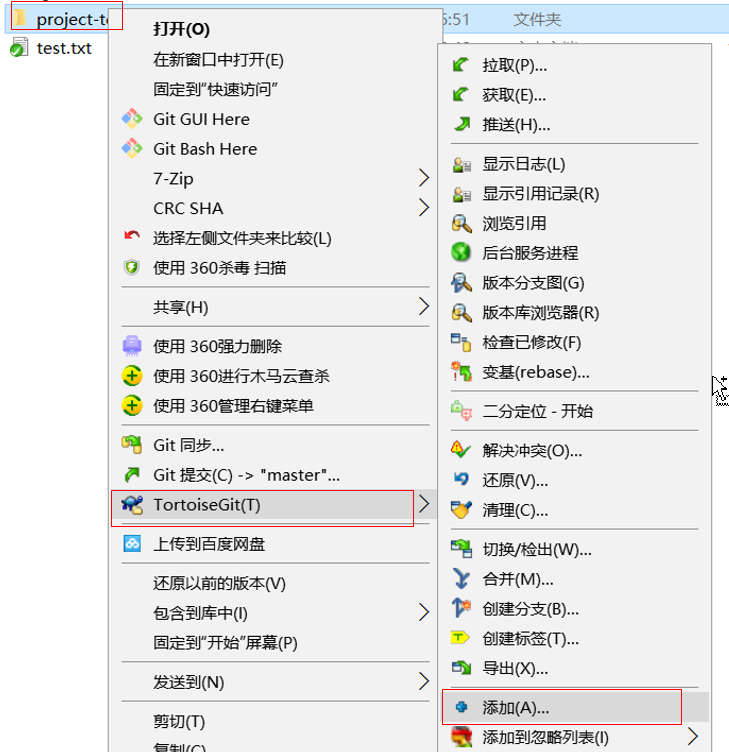 project-t
5:51
文件夹
test.txt
打开(O)
在新窗口中打开(E)
固定到"快速访问"
Git GUI Here
Git Bash Here
7-Zip
CRC SHA
选择左侧文件夹来比较(L)
使用 360杀毒 扫描
共享(H)
使用 360强力删除
使用 360进行木马云查杀
使用 360管理右键菜单
Git 同步...
Git 提交(C) -> "master"...
TortoiseGit(T)
上传到百度网盘
还原以前的版本(V)
包含到库中(I)
固定到"开始"屏幕(P)
发送到(N)
剪切(T)
复制(C)
拉取(P)...
获取(E)...
推送(H)...
显示日志(L)
显示引用记录(R)
浏览引用
后台服务进程
版本分支图(G)
版本库浏览器(R)
检查已修改(F)
变基(rebase)...
二分定位 - 开始
解决冲突(O)...
还原(V)...
清理(C)...
切换/检出(W)...
合并(M)...
创建分支(B)...
创建标签(T)...
导出(X)...
添加(A)...
添加到忽略列表(I)